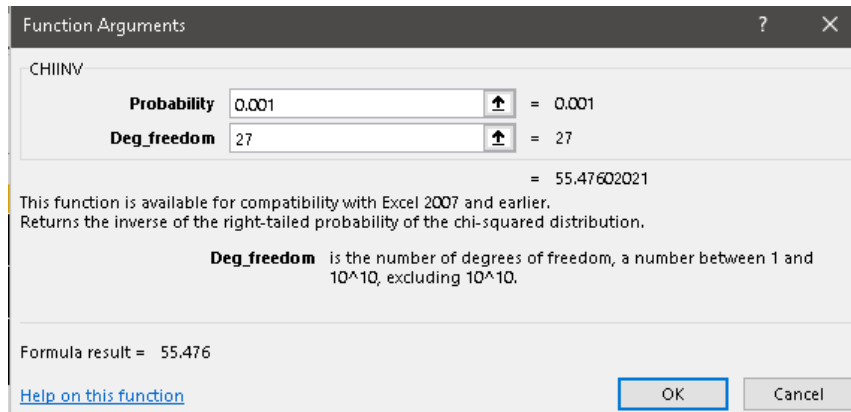 Function Arguments ? ×
CHIINV
Probability 0.001 = 0.001
Deg_freedom 27 = 27
= 55.47602021
This function is available for compatibility with Excel 2007 and earlier.
Returns the inverse of the right-tailed probability of the chi-squared distribution.
Deg_freedom is the number of degrees of freedom, a number between 1 and
10^10, excluding 10^10.
Formula result = 55.476
Help on this function OK Cancel